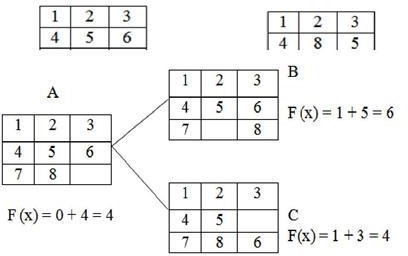 1 2 3
4 5 6
1 2 3
4 8 5
A
1 2 3
4 5 6
7 8
F (x) = 0 + 4 = 4
B
1 2 3
4 5 6
7 8
F (x) = 1 + 5 = 6
1 2 3
4 5
7 8 6
C
F(x) = 1 + 3 = 4